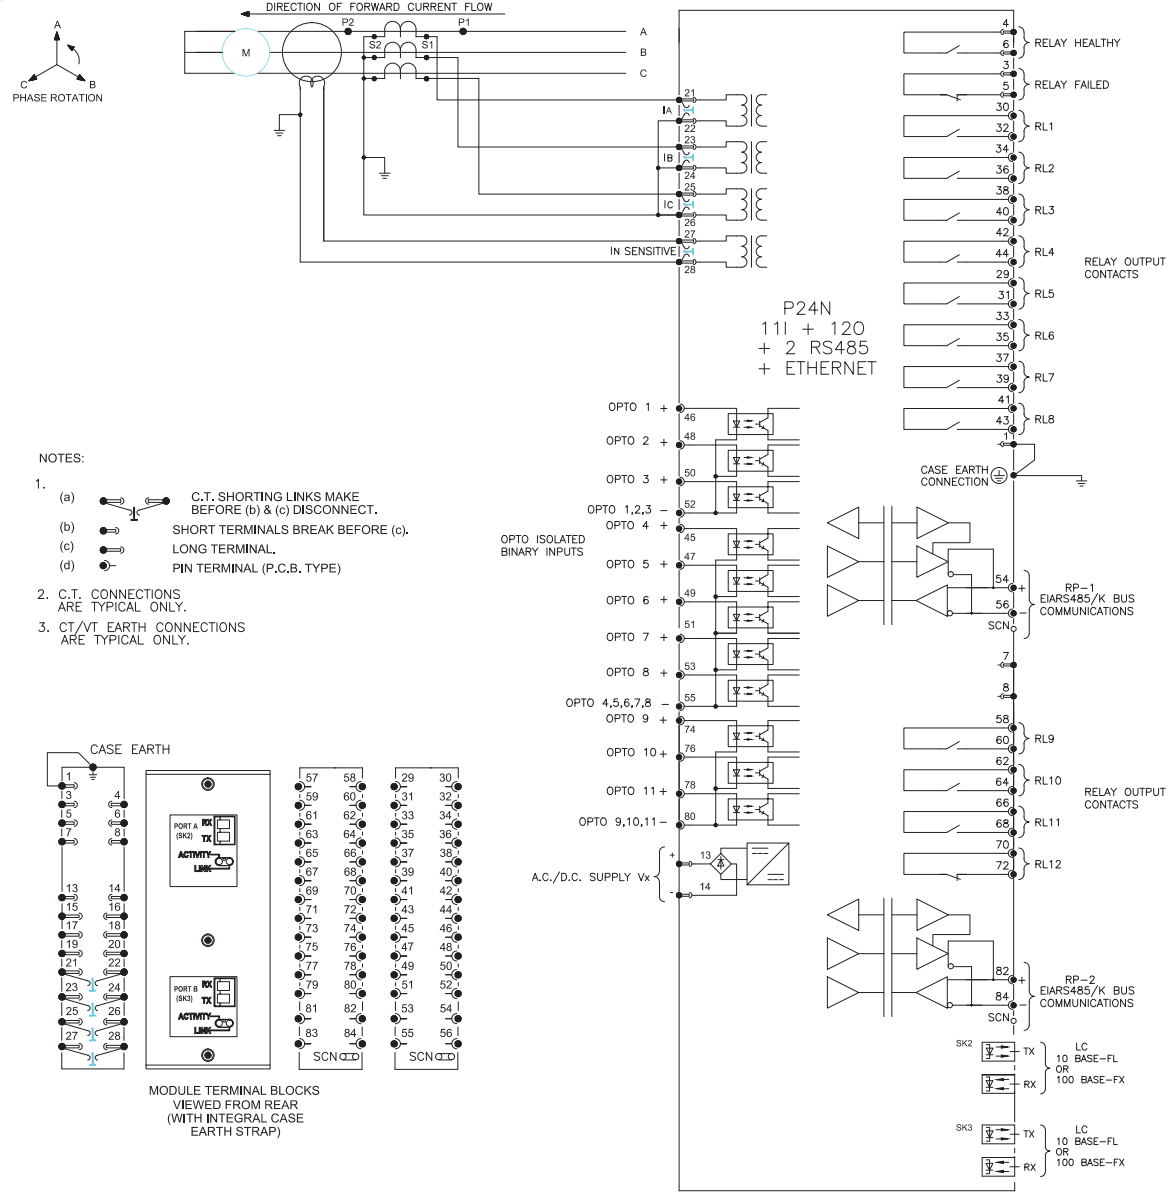 DIRECTION OF FORWARD CURRENT FLOW
A
C B
PHASE ROTATION
P2 P1
M
S2 S1
A
B
C
21
IA
22
23
IB
24
25
IC
26
27
IN SENSITIVE
28
P24N
11I + 12O
+ 2 RS485
+ ETHERNET
4
6
RELAY HEALTHY
3
5
RELAY FAILED
30
32
RL1
34
36
RL2
38
40
RL3
42
44
RL4
29
31
RL5
33
35
RL6
37
39
RL7
41
43
RL8
RELAY OUTPUT
CONTACTS
1
CASE EARTH
CONNECTION
OPTO 1 +
46
OPTO 2 + 48
OPTO 3 + 50
OPTO 1,2,3 - 52
OPTO 4 +
45
OPTO 5 + 47
OPTO 6 + 49
51
OPTO 7 +
OPTO 8 + 53
OPTO 4,5,6,7,8 - 55
OPTO 9 +
74
OPTO 10+ 76
OPTO 11+ 78
OPTO 9,10,11- 80
OPTO ISOLATED
BINARY INPUTS
A.C./D.C. SUPPLY Vx
+ 13
- 14
54 +
56 -
SCN
RP-1
EIARS485/K BUS
COMMUNICATIONS
7
8
58
60
RL9
62
64
RL10
66
68
RL11
70
72
RL12
RELAY OUTPUT
CONTACTS
82 +
84 -
SCN
RP-2
EIARS485/K BUS
COMMUNICATIONS
SK2
TX
RX
LC
10 BASE-FL
OR
100 BASE-FX
SK3
TX
RX
LC
10 BASE-FL
OR
100 BASE-FX
NOTES:
1.
(a) C.T. SHORTING LINKS MAKE
BEFORE (b) & (c) DISCONNECT.
(b) SHORT TERMINALS BREAK BEFORE (c).
(c) LONG TERMINAL.
(d) PIN TERMINAL (P.C.B. TYPE)
2. C.T. CONNECTIONS
ARE TYPICAL ONLY.
3. CT/VT EARTH CONNECTIONS
ARE TYPICAL ONLY.
CASE EARTH
1
3 4
5 6
7 8
13 14
15 16
17 18
19 20
21 22
23 24
25 26
27 28
PORT A
(SK2)
RX
TX
ACTIVITY
LINK
PORT B
(SK3)
RX
TX
ACTIVITY
LINK
57 58
59 60
61 62
63 64
65 66
67 68
69 70
71 72
73 74
75 76
77 78
79 80
81 82
83 84
SCN
29 30
31 32
33 34
35 36
37 38
39 40
41 42
43 44
45 46
47 48
49 50
51 52
53 54
55 56
SCN
MODULE TERMINAL BLOCKS
VIEWED FROM REAR
(WITH INTEGRAL CASE
EARTH STRAP)